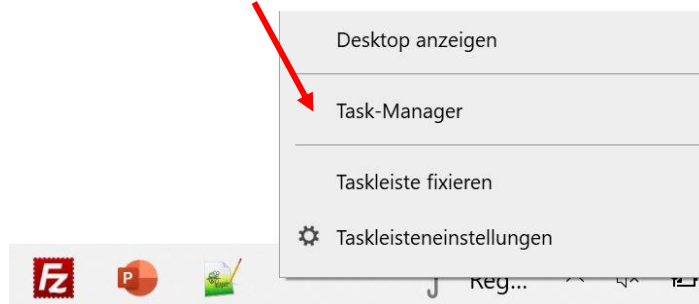 Desktop anzeigen
Task-Manager
Taskleiste fixieren
Taskleisteneinstellungen
Fz P Reg...